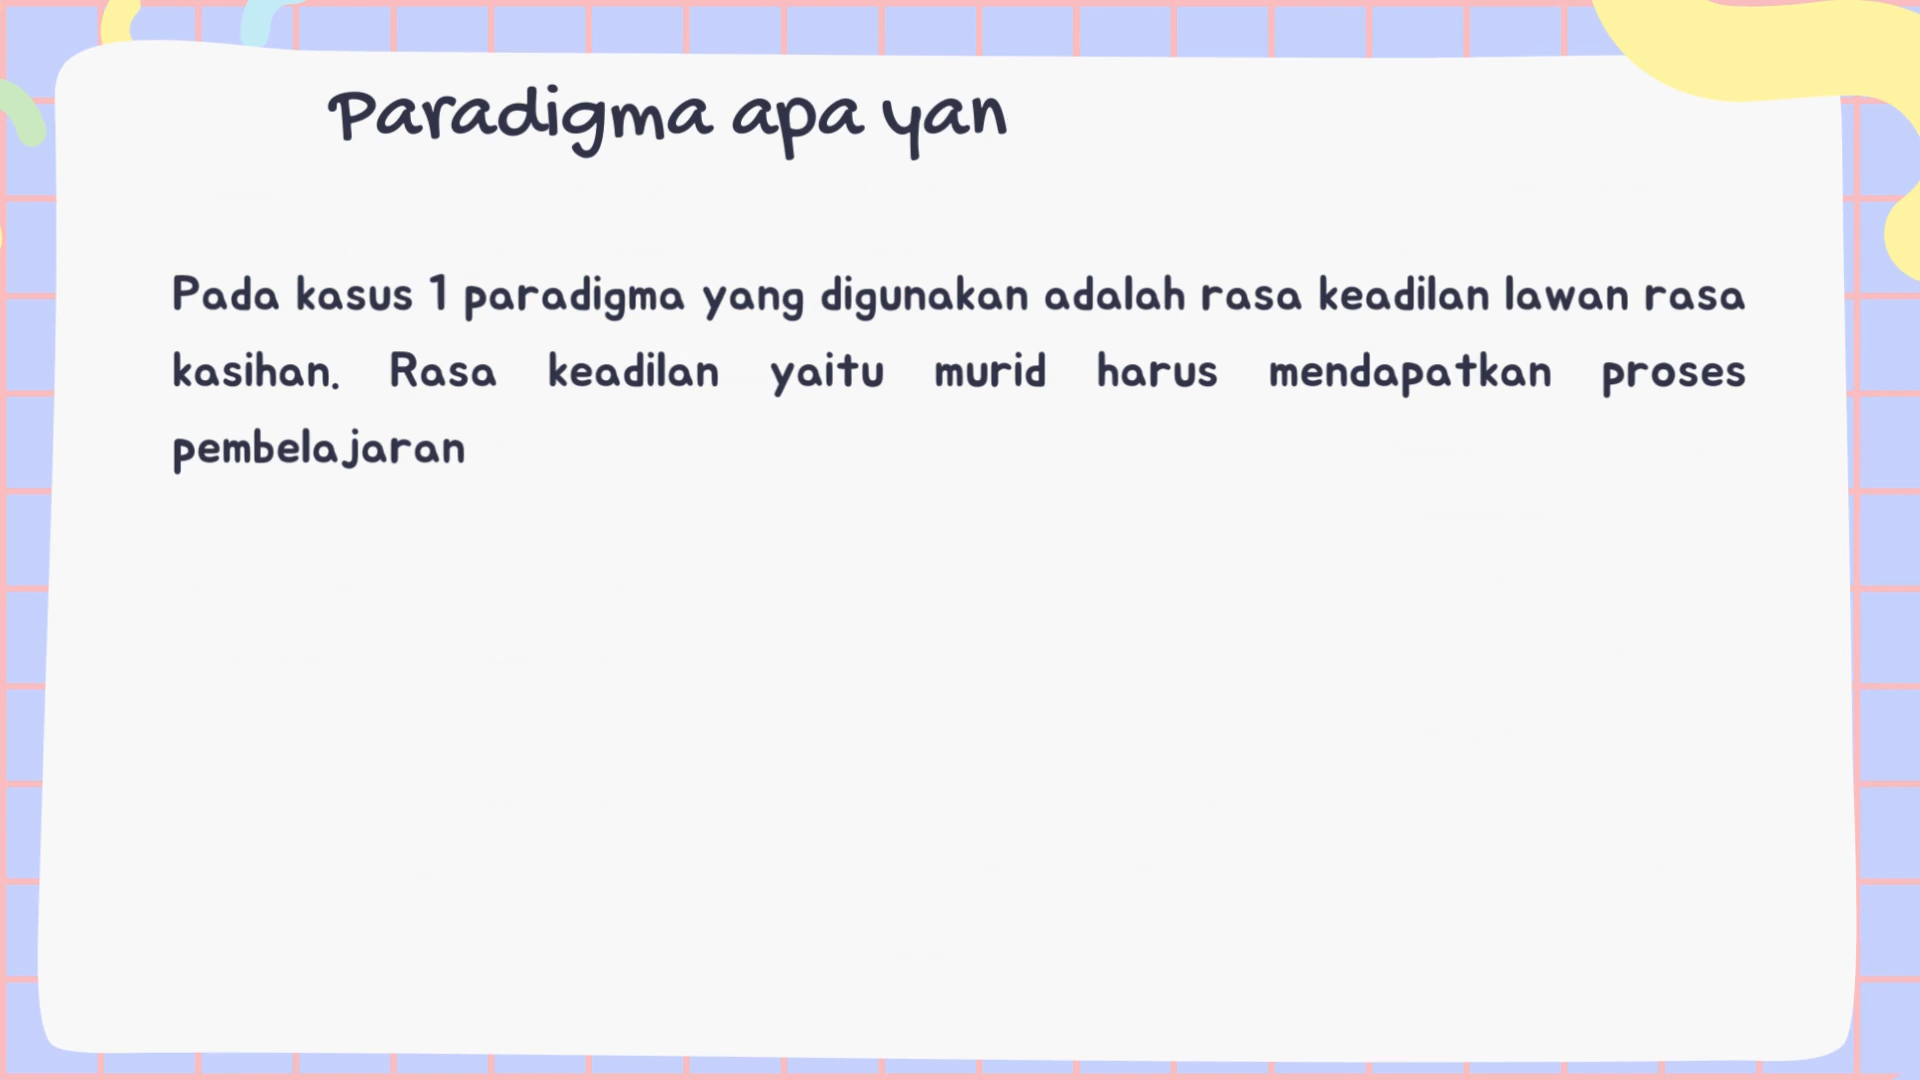 Paradigma apa yan
Pada kasus 1 paradigma yang digunakan adalah rasa keadilan lawan rasa
kasihan. Rasa keadilan yaitu murid harus mendapatkan proses
pembelajaran